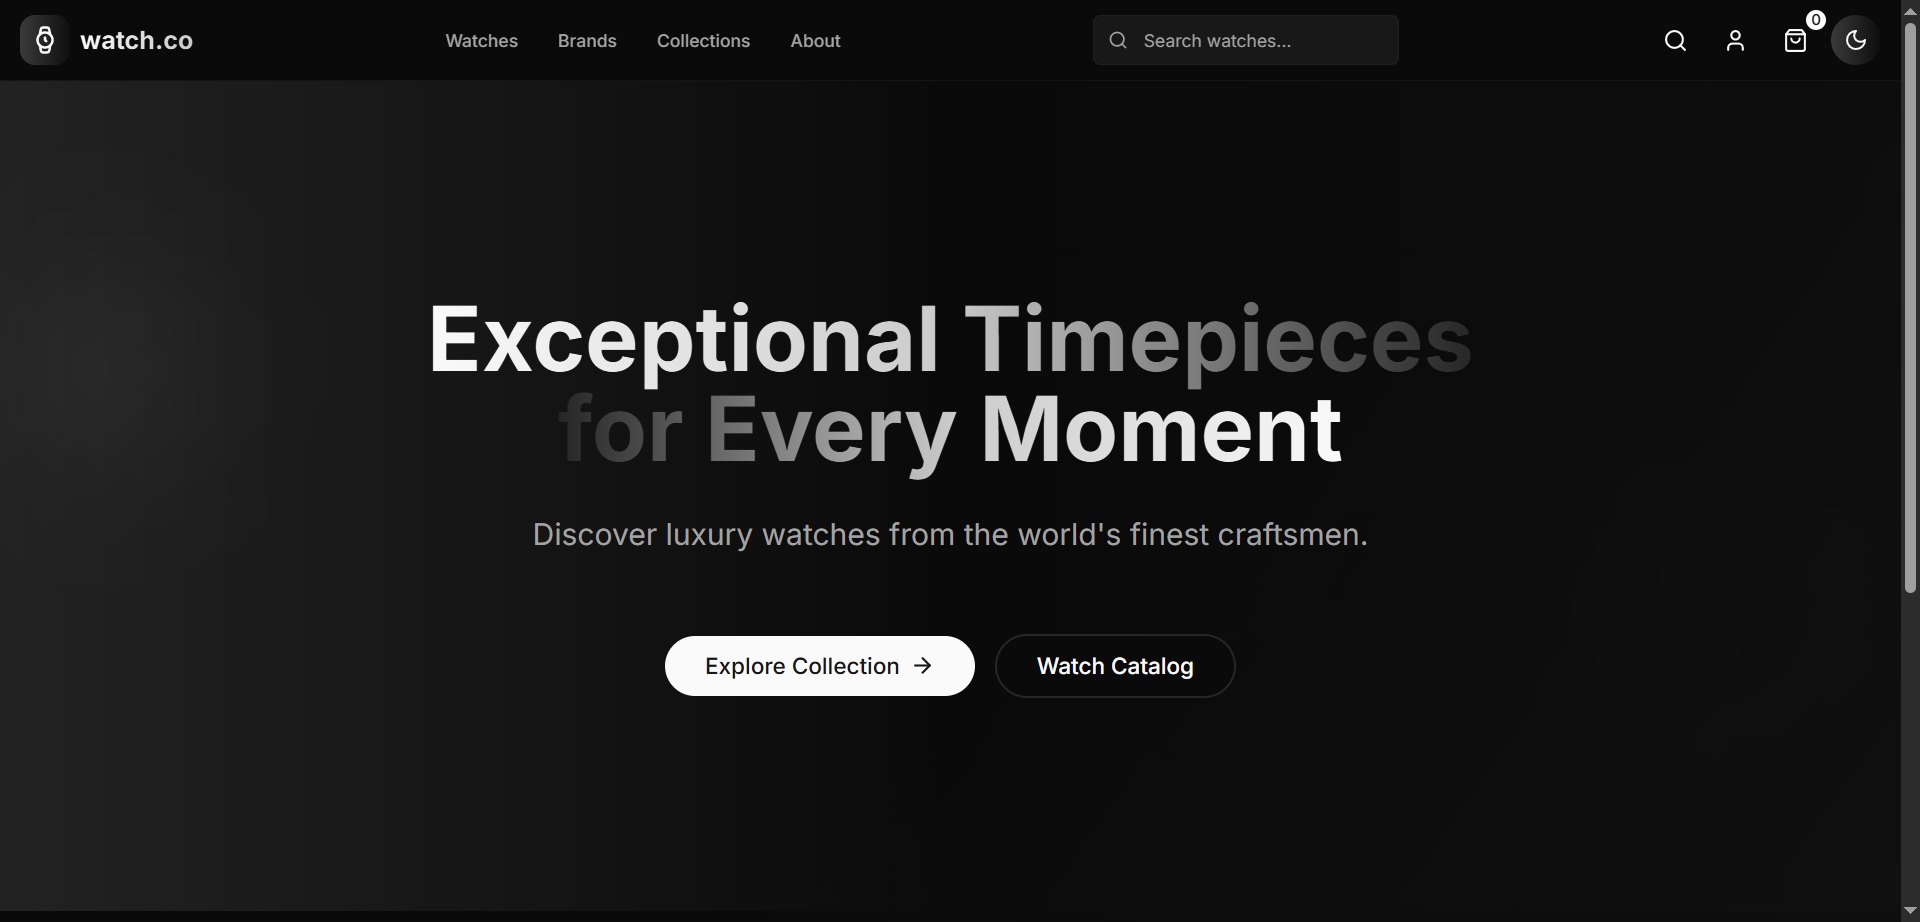 watch.co
Watches
Brands
Collections
About
Search watches...
0
Exceptional Timepieces
for Every Moment
Discover luxury watches from the world's finest craftsmen.
Explore Collection
Watch Catalog